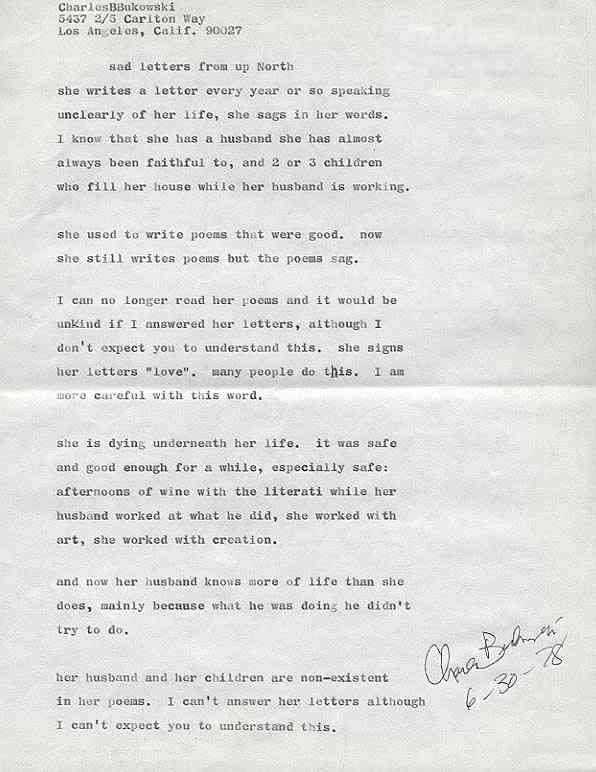 CharlesBBukowski
5437 2/5 Carlton Way
Los Angeles, Calif. 90027
sad letters from up North
she writes a letter every year or so speaking
unclearly of her life, she sags in her words.
I know that she has a husband she has almost
always been faithful to, and 2 or 3 children
who fill her house while her husband is working.
she used to write poems that were good.  now
she still writes poems but the poems sag.
I can no longer read her poems and it would be
unkind if I answered her letters, although I
don't expect you to understand this.  she signs
her letters "love".  many people do this.  I am
more careful with this word.
she is dying underneath her life.  it was safe
and good enough for a while, especially safe:
afternoons of wine with the literati while her
husband worked at what he did, she worked with
art, she worked with creation.
and now her husband knows more of life than she
does, mainly because what he was doing he didn't
try to do.
Charles Bukowski
6-30-78
her husband and her children are non-existent
in her poems.  I can't answer her letters although
I can't expect you to understand this.